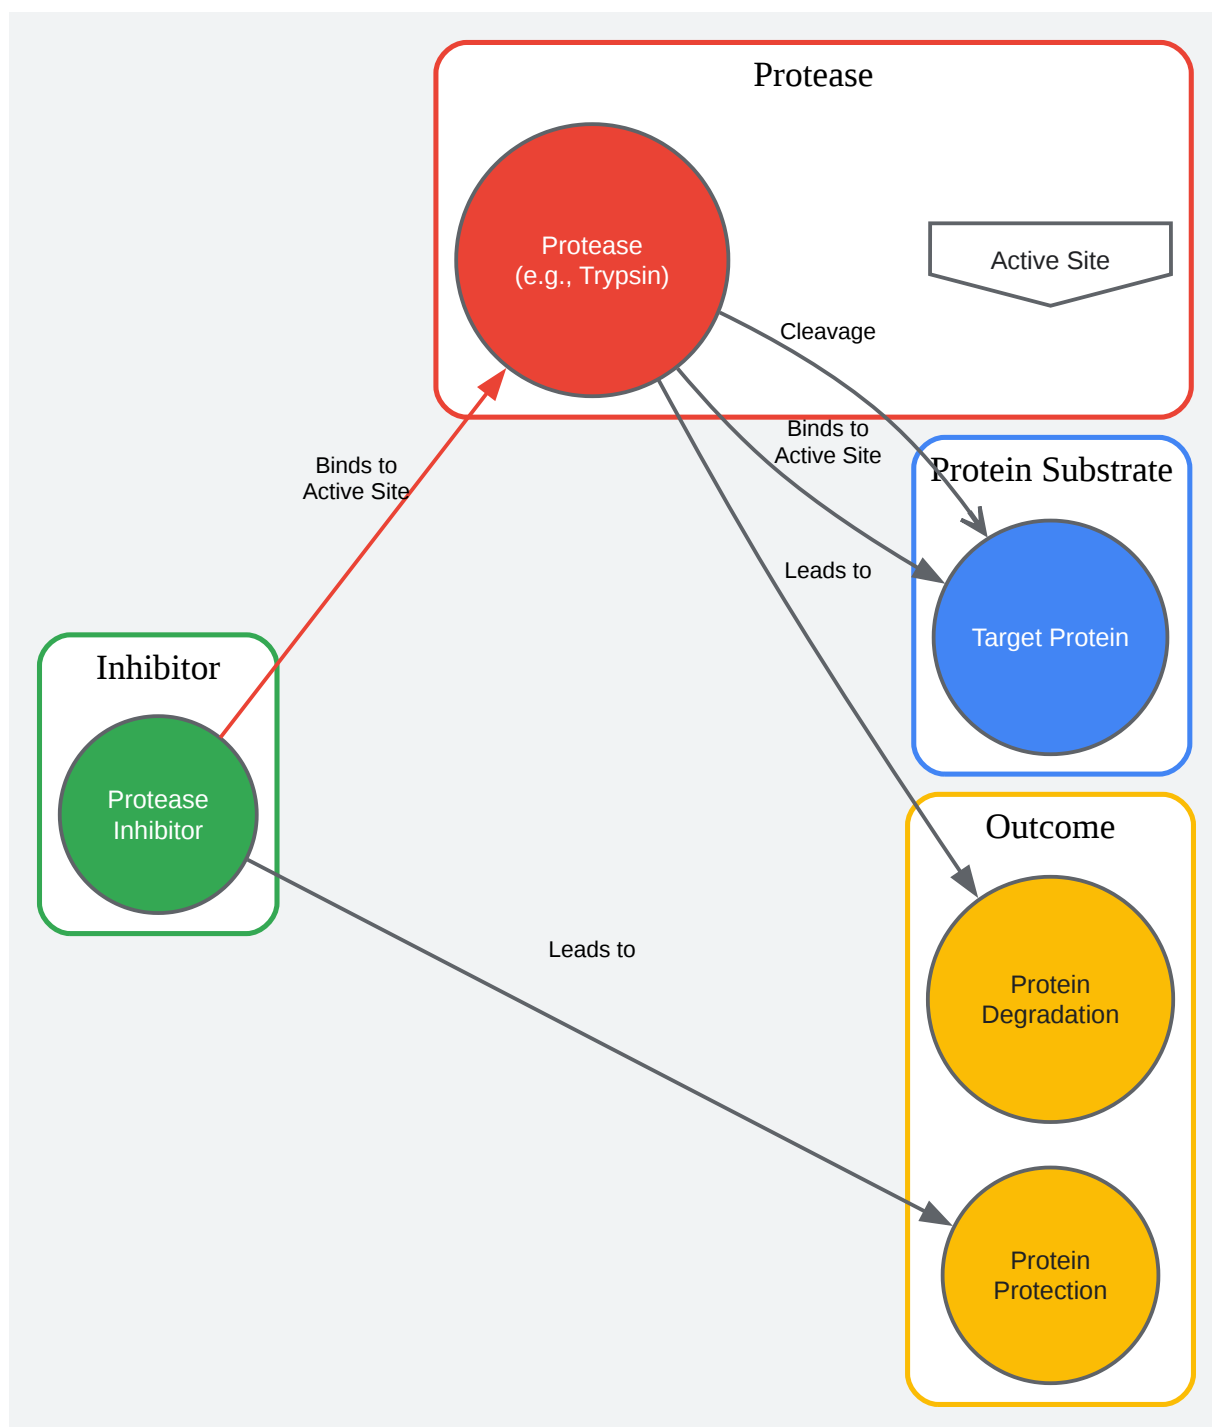 Protease
Protease
(e.g., Trypsin)
Active Site
Cleavage
Binds to
Active Site
Protein Substrate
Binds to
Active Site
Leads to
Target Protein
Inhibitor
Protease
Inhibitor
Outcome
Leads to
Protein
Degradation
Protein
Protection